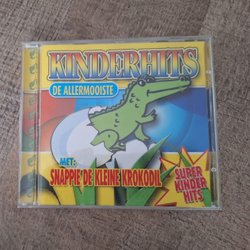 KINDERHITS
DE ALLERMOOISTE
MET:
SNAPPIE DE KLEINE KROKODIL
SUPER
KINDER
HITS